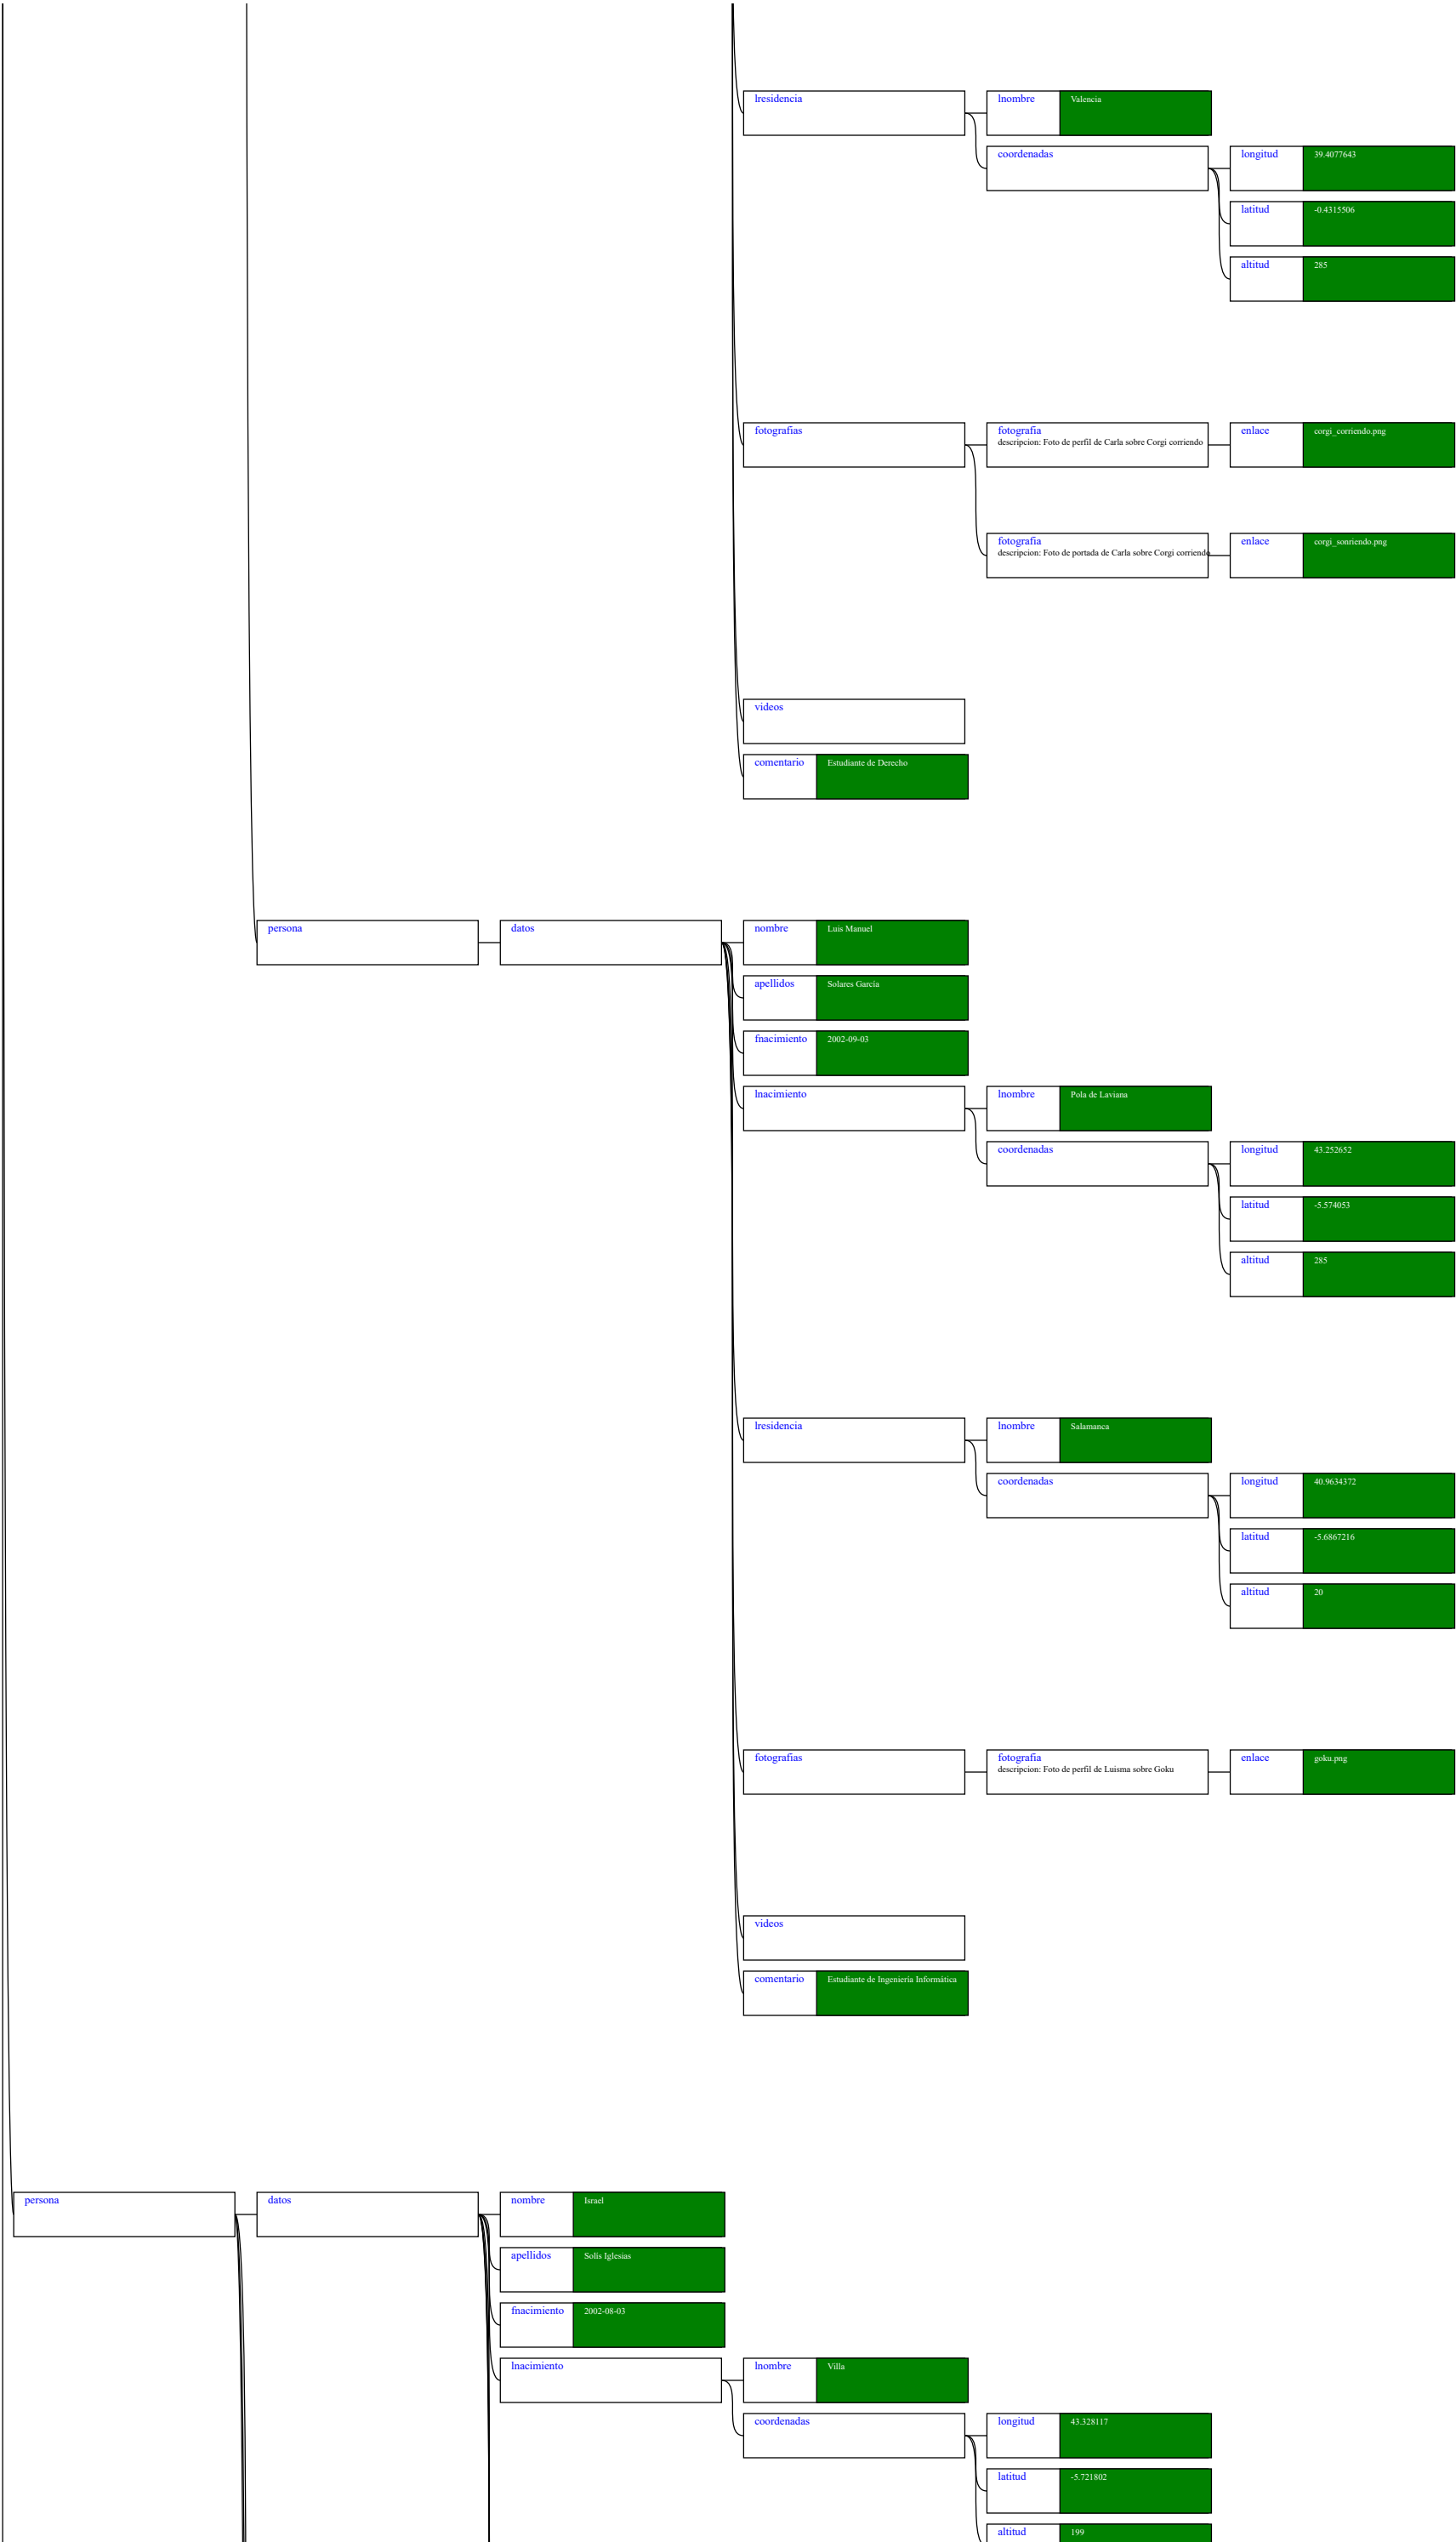 lresidencia
lnombre Valencia
coordenadas
longitud 39.4077643
latitud -0.4315506
altitud 285
fotografias
fotografia
descripcion: Foto de perfil de Carla sobre Corgi corriendo
enlace corgi_corriendo.png
fotografia
descripcion: Foto de portada de Carla sobre Corgi corriendo
enlace corgi_sonriendo.png
videos
comentario Estudiante de Derecho
persona
datos
nombre Luis Manuel
apellidos Solares García
fnacimiento 2002-09-03
lnacimiento
lnombre Pola de Laviana
coordenadas
longitud 43.252652
latitud -5.574053
altitud 285
lresidencia
lnombre Salamanca
coordenadas
longitud 40.9634372
latitud -5.6867216
altitud 20
fotografias
fotografia
descripcion: Foto de perfil de Luisma sobre Goku
enlace goku.png
videos
comentario Estudiante de Ingeniería Informática
persona
datos
nombre Israel
apellidos Solís Iglesias
fnacimiento 2002-08-03
lnacimiento
lnombre Villa
coordenadas
longitud 43.328117
latitud -5.721802
altitud 199